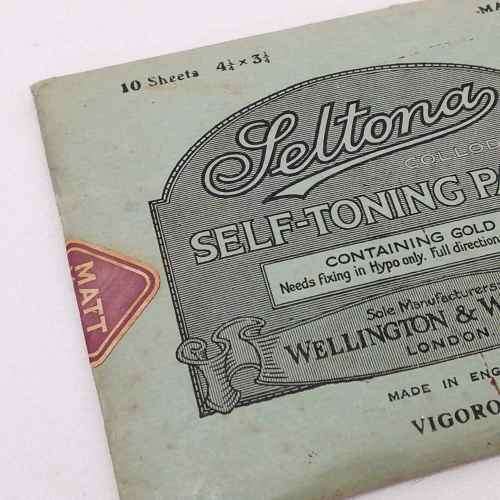 10 Sheets 4¼ × 3¼
Seltona
SELF-TONING
CONTAINING GOLD
Needs fixing in Hypo only. Full
Sole Manufacturers
WELLINGTON &
LONDON
MATT
MADE IN